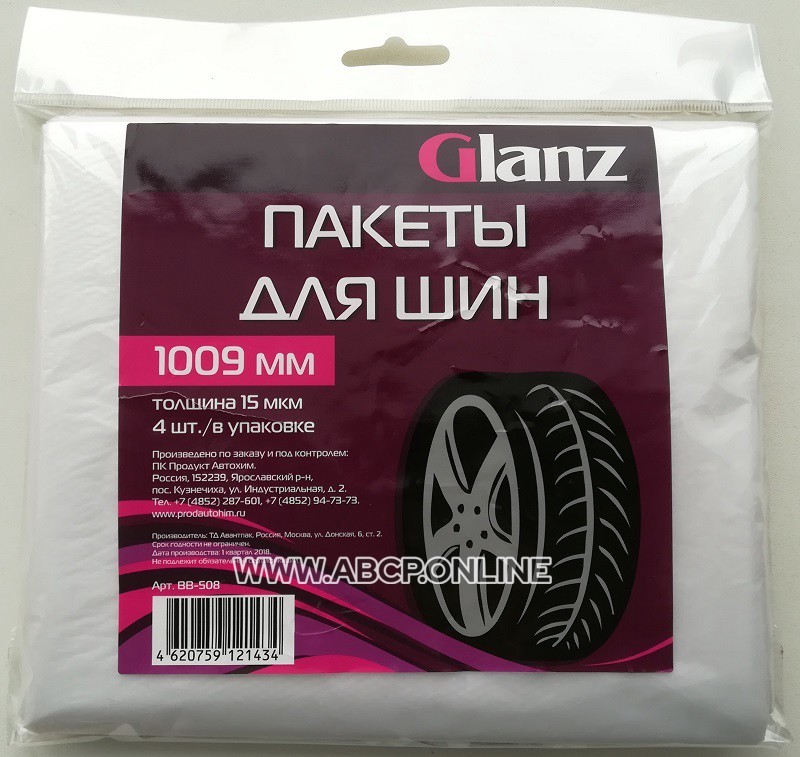 Glanz
ПАКЕТЫ
ДЛЯ ШИН
1009 мм
толщина 15 мкм
4 шт./в упаковке
Произведено по заказу и под контролем:
ПК Продукт Автохим.
Россия, 152239, Ярославский р-н,
пос. Кузнечиха, ул. Индустриальная, д. 2.
Тел. +7 (4852) 287-601, +7 (4852) 94-73-73.
www.prodautohim.ru
Производитель: ТД Авантпак, Россия, Москва, ул. Донская, 6, ст. 2.
Срок годности не ограничен.
Дата производства: 1 квартал 2018.
Не подлежит
WWW.ABCP.ONLINE
Арт. BB-508
4 620759 121434